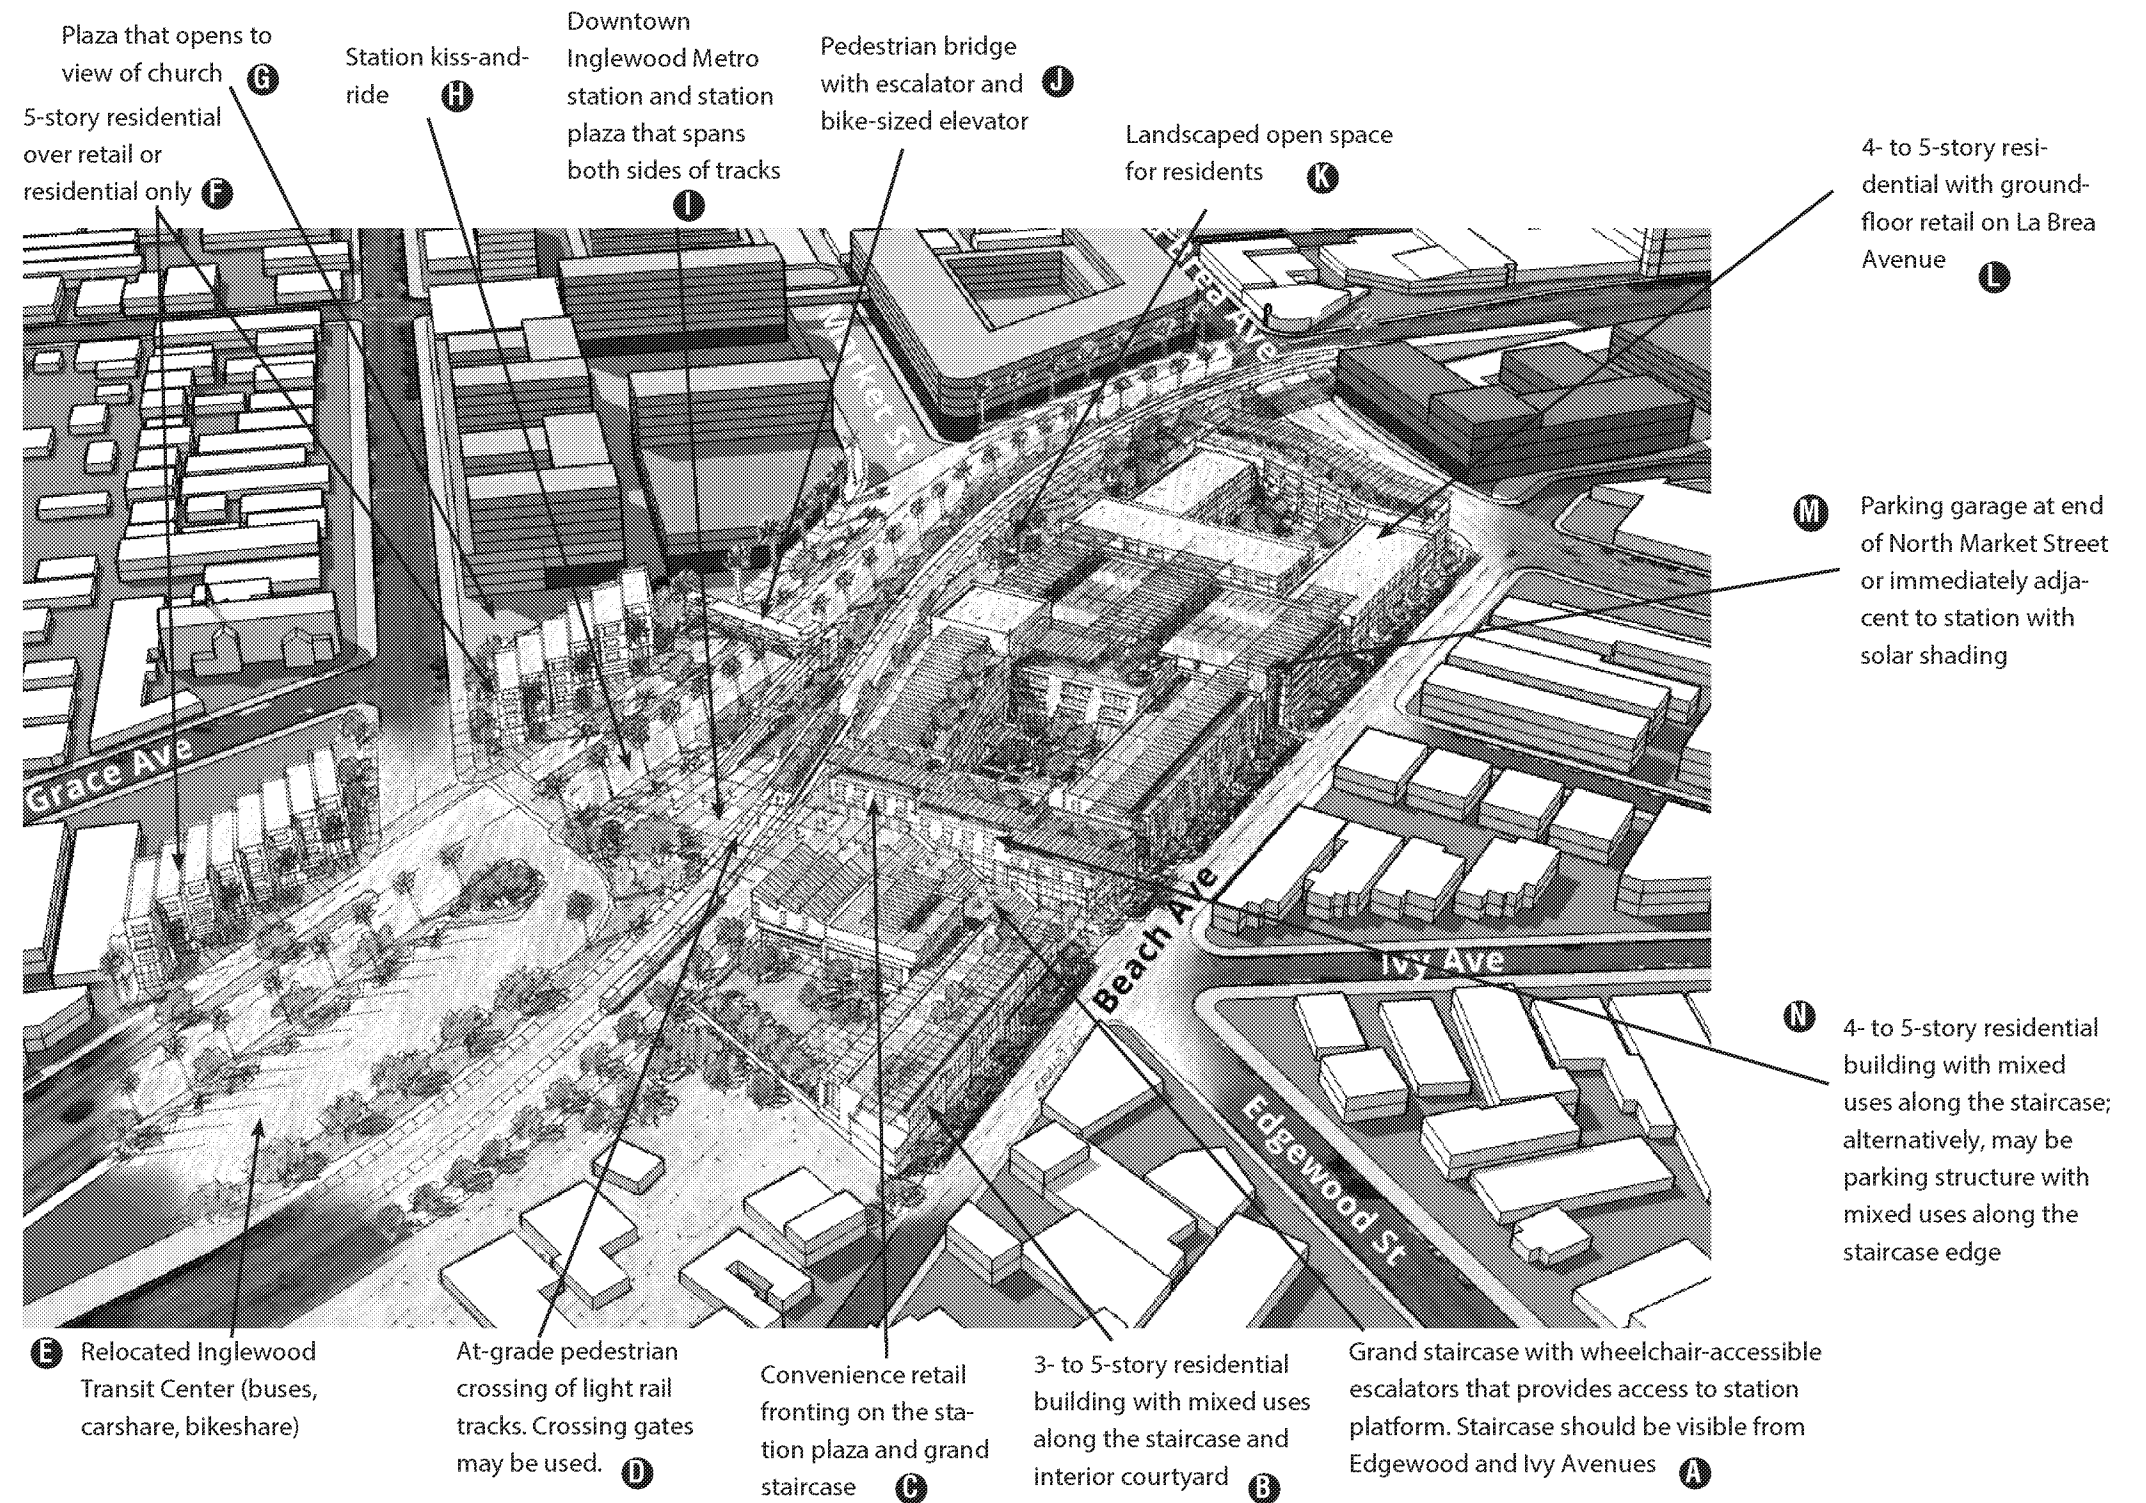 Plaza that opens to
view of church G
5-story residential
over retail or
residential only F
Station kiss-and-
ride H
Downtown
Inglewood Metro
station and station
plaza that spans
both sides of tracks
I
Pedestrian bridge
with escalator and J
bike-sized elevator
Landscaped open space
for residents K
4- to 5-story resi-
dential with ground-
floor retail on La Brea
Avenue L
M Parking garage at end
of North Market Street
or immediately adja-
cent to station with
solar shading
N 4- to 5-story residential
building with mixed
uses along the staircase;
alternatively, may be
parking structure with
mixed uses along the
staircase edge
Brea Ave
Market St
Grace Ave
Beach Ave
Ivy Ave
Edgewood St
E Relocated Inglewood
Transit Center (buses,
carshare, bikeshare)
At-grade pedestrian
crossing of light rail
tracks. Crossing gates
may be used. D
Convenience retail
fronting on the sta-
tion plaza and grand
staircase C
3- to 5-story residential
building with mixed uses
along the staircase and
interior courtyard B
Grand staircase with wheelchair-accessible
escalators that provides access to station
platform. Staircase should be visible from
Edgewood and Ivy Avenues A